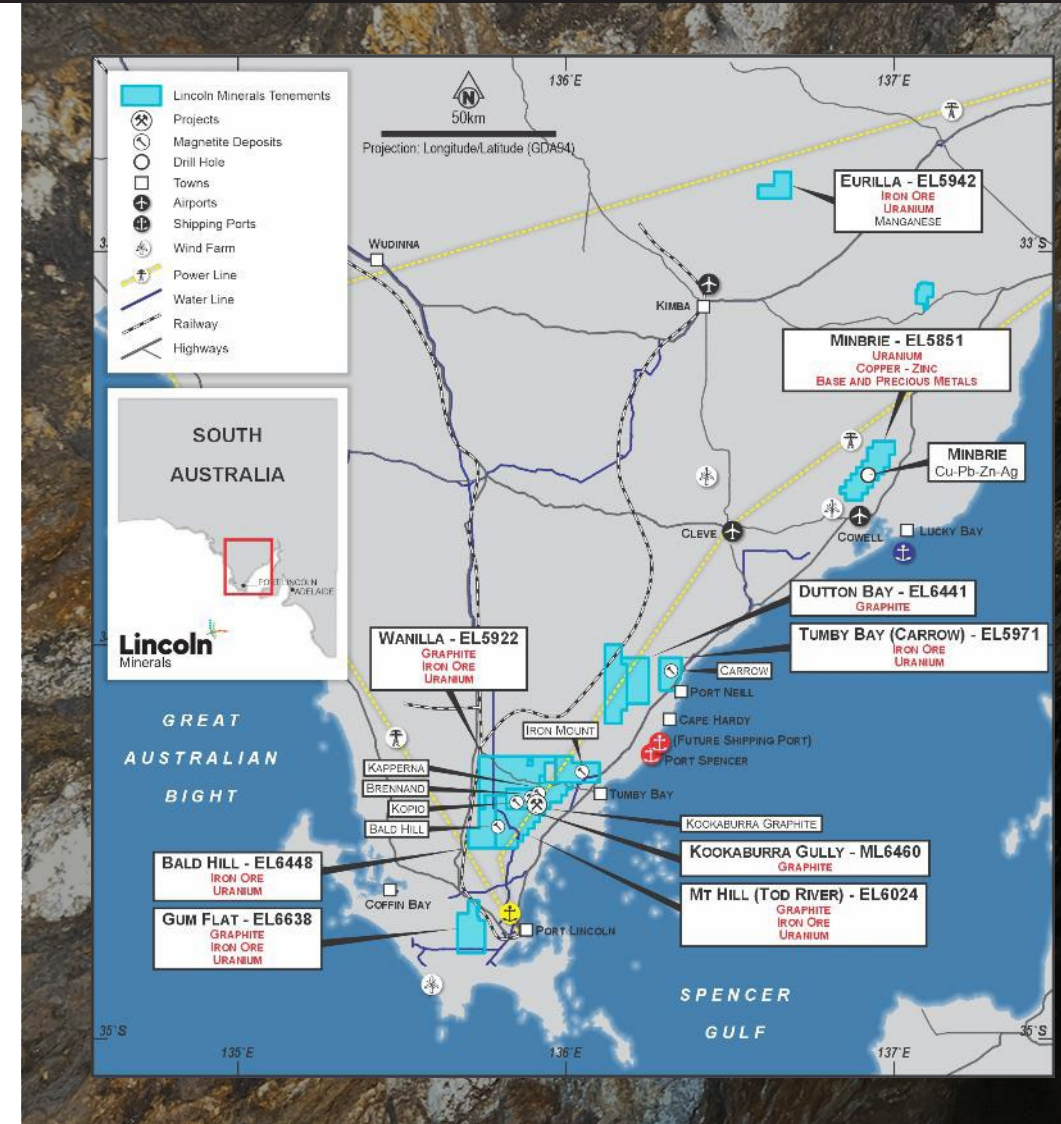 136°E
137°E
Lincoln Minerals Tenements
Projects
Magnetite Deposits
Drill Hole
Towns
Airports
Shipping Ports
Wind Farm
Power Line
Water Line
Railway
Highways
N
50km
Projection: Longitude/Latitude (GDA94)
EURILLA - EL5942
IRON ORE
URANIUM
MANGANESE
WUDINNA
33°S
KIMBA
MINBRIE - EL5851
URANIUM
COPPER - ZINC
BASE AND PRECIOUS METALS
SOUTH
AUSTRALIA
PORT LINCOLN
ADELAIDE
Lincoln
Minerals
MINBRIE
Cu-Pb-Zn-Ag
CLEVE
COWELL
LUCKY BAY
DUTTON BAY - EL6441
GRAPHITE
TUMBY BAY (CARROW) - EL5971
IRON ORE
URANIUM
WANILLA - EL5922
GRAPHITE
IRON ORE
URANIUM
CARROW
PORT NEILL
CAPE HARDY
(FUTURE SHIPPING PORT)
PORT SPENCER
GREAT
AUSTRALIAN
BIGHT
IRON MOUNT
KAPPERNA
BRENNAND
KOPIO
BALD HILL
TUMBY BAY
KOOKABURRA GRAPHITE
KOOKABURRA GULLY - ML6460
GRAPHITE
BALD HILL - EL6448
IRON ORE
URANIUM
MT HILL (TOD RIVER) - EL6024
GRAPHITE
IRON ORE
URANIUM
COFFIN BAY
GUM FLAT - EL6638
GRAPHITE
IRON ORE
URANIUM
PORT LINCOLN
SPENCER
GULF
35°S
35°S
135°E
136°E
137°E